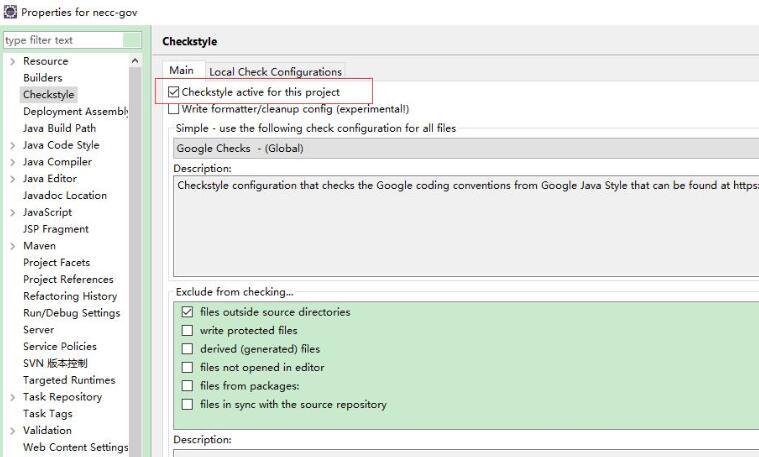 Properties for necc-gov
type filter text
Resource
Builders
Checkstyle
Deployment Assembly
Java Build Path
Java Code Style
Java Compiler
Java Editor
Javadoc Location
JavaScript
JSP Fragment
Maven
Project Facets
Project References
Refactoring History
Run/Debug Settings
Server
Service Policies
SVN 版本控制
Targeted Runtimes
Task Repository
Task Tags
Validation
Web Content Settings
Checkstyle
Main
Local Check Configurations
Checkstyle active for this project
Write formatter/cleanup config (experimental!)
Simple - use the following check configuration for all files
Google Checks - (Global)
Description:
Checkstyle configuration that checks the Google coding conventions from Google Java Style that can be found at https:
Exclude from checking...
files outside source directories
write protected files
derived (generated) files
files not opened in editor
files from packages:
files in sync with the source repository
Description: